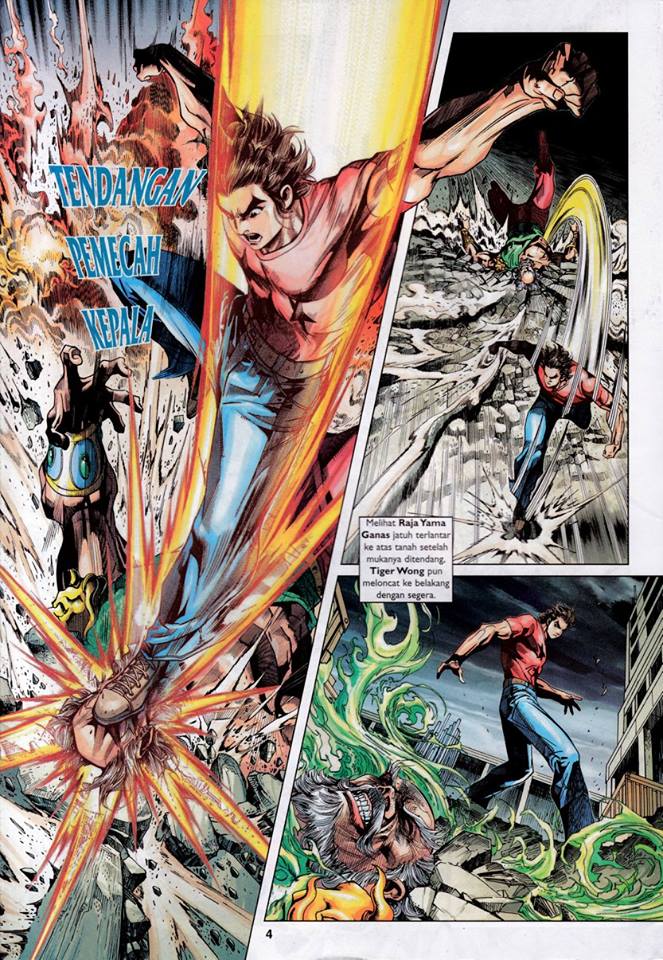 TENDANGAN
PEMECAH
KEPALA
Melihat Raja Yama
Ganas jatuh terlantar
ke atas tanah setelah
mukanya ditendang,
Tiger Wong pun
meloncat ke belakang
dengan segera.
4